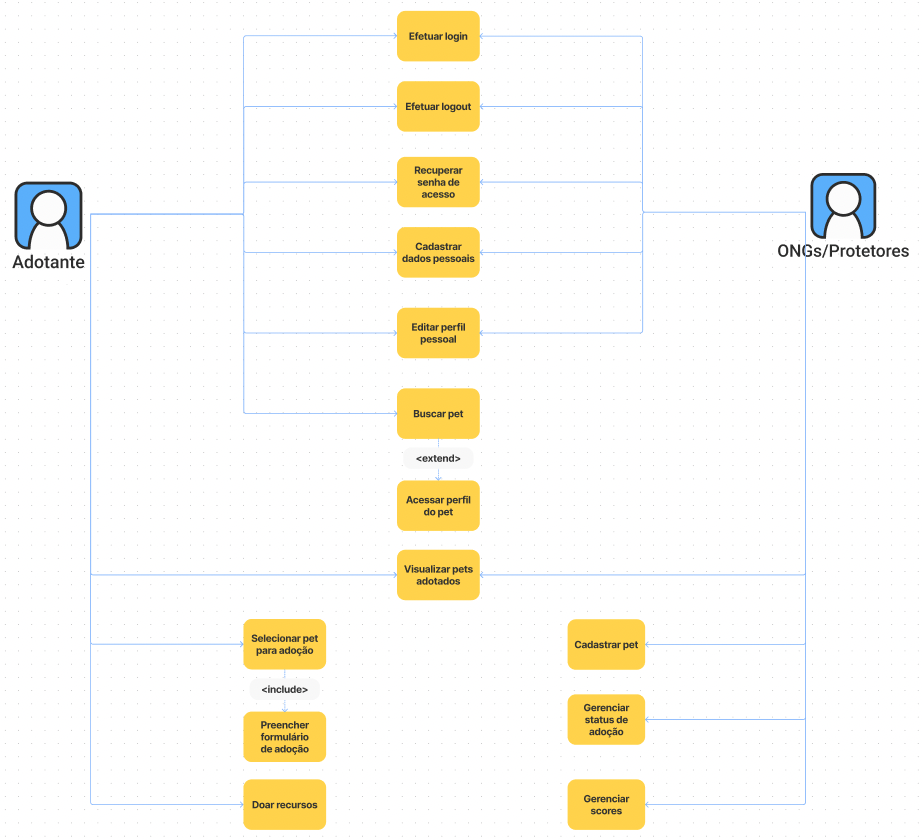 Efetuar login
Efetuar logout
Recuperar
senha de
acesso
Adotante
ONGs/Protetores
Cadastrar
dados pessoais
Editar perfil
pessoal
Buscar pet
<extend>
Acessar perfil
do pet
Visualizar pets
adotados
Selecionar pet
para adoção
Cadastrar pet
<include>
Preencher
formulário
de adoção
Gerenciar
status de
adoção
Doar recursos
Gerenciar
scores